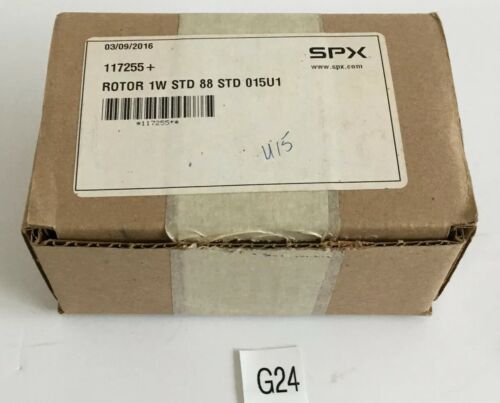 03/09/2016
SPX
www.spx.com
117255+
ROTOR 1W STD 88 STD 015U1
*117255+*
U15
G24